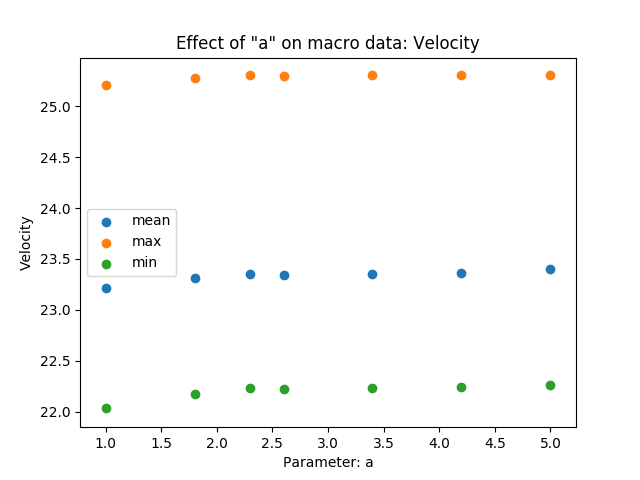 Effect of "a" on macro data: Velocity
25.0
24.5
24.0
23.5
23.0
22.5
22.0
Velocity
mean
max
min
1.0 1.5 2.0 2.5 3.0 3.5 4.0 4.5 5.0
Parameter: a